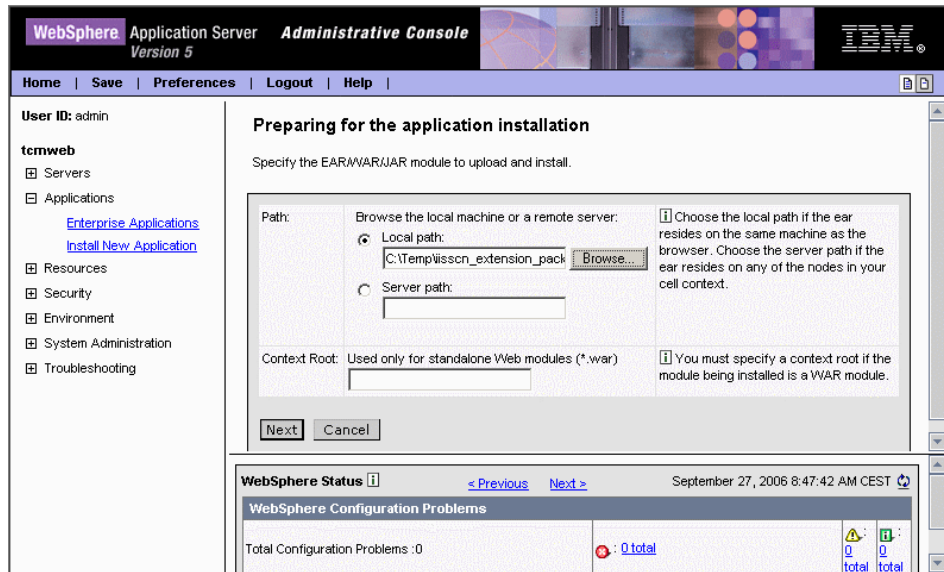 WebSphere. Application Server Administrative Console
Version 5
IBM®
Home | Save | Preferences | Logout | Help |
User ID: admin
tcmweb
Servers
Applications
Enterprise Applications
Install New Application
Resources
Security
Environment
System Administration
Troubleshooting
Preparing for the application installation
Specify the EAR/WAR/JAR module to upload and install.
Path:
Browse the local machine or a remote server:
Local path:
C:\Temp\iisscn_extension_pack
Browse...
Server path:
i Choose the local path if the ear
resides on the same machine as the
browser. Choose the server path if the
ear resides on any of the nodes in your
cell context.
Context Root:
Used only for standalone Web modules (*.war)
i You must specify a context root if the
module being installed is a WAR module.
Next Cancel
WebSphere Status i < Previous Next > September 27, 2006 8:47:42 AM CEST
WebSphere Configuration Problems
Total Configuration Problems :0
: 0 total
: 0 total
: 0 total